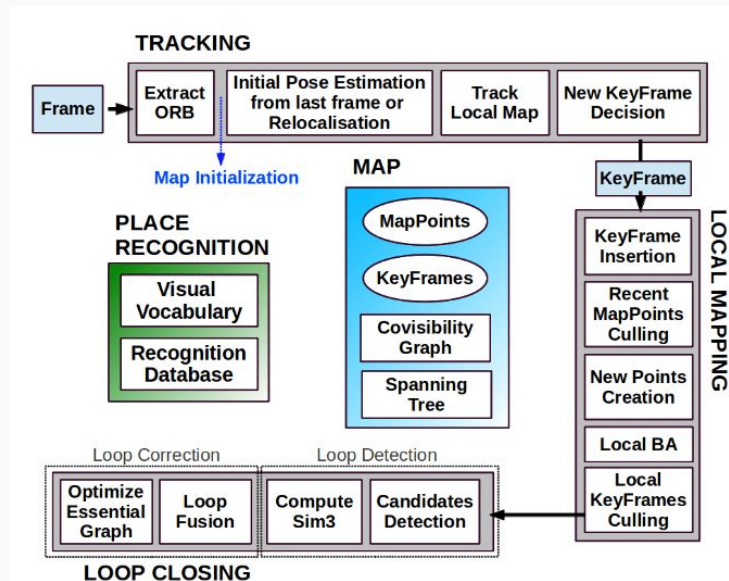 TRACKING
Frame
Extract
ORB
Initial Pose Estimation
from last frame or
Relocalisation
Track
Local Map
New KeyFrame
Decision
Map Initialization
MAP
KeyFrame
PLACE
RECOGNITION
MapPoints
KeyFrames
Covisibility
Graph
Spanning
Tree
Visual
Vocabulary
Recognition
Database
LOCAL MAPPING
KeyFrame
Insertion
Recent
MapPoints
Culling
New Points
Creation
Local BA
Local
KeyFrames
Culling
Loop Correction
Loop Detection
Optimize
Essential
Graph
Loop
Fusion
Compute
Sim3
Candidates
Detection
LOOP CLOSING